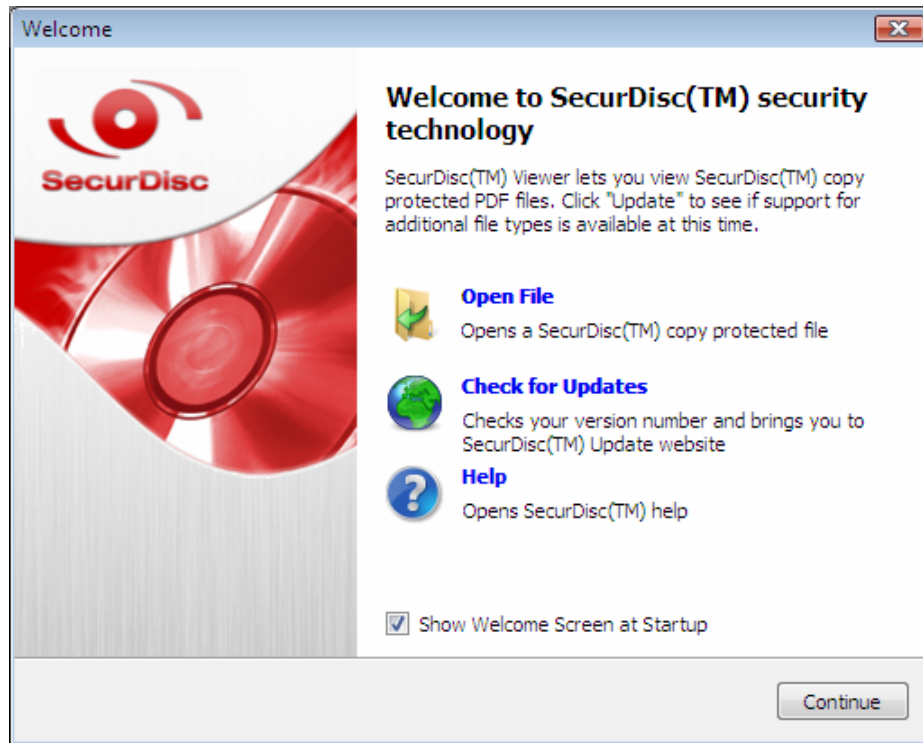 Welcome
SecurDisc
Welcome to SecurDisc(TM) security
technology
SecurDisc(TM) Viewer lets you view SecurDisc(TM) copy
protected PDF files. Click "Update" to see if support for
additional file types is available at this time.
Open File
Opens a SecurDisc(TM) copy protected file
Check for Updates
Checks your version number and brings you to
SecurDisc(TM) Update website
Help
Opens SecurDisc(TM) help
Show Welcome Screen at Startup
Continue